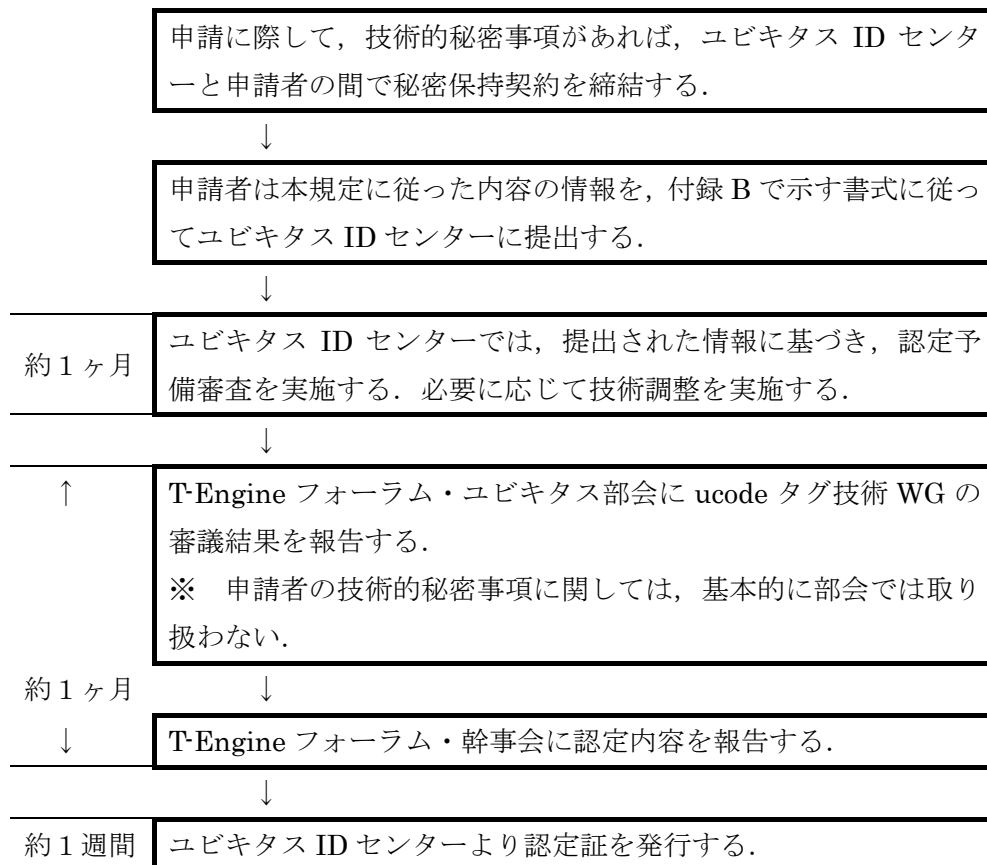 申請に際して，技術的秘密事項があれば，ユビキタス ID センタ
ーと申請者の間で秘密保持契約を締結する．
↓
申請者は本規定に従った内容の情報を，付録 B で示す書式に従っ
てユビキタス ID センターに提出する．
↓
約１ヶ月
ユビキタス ID センターでは，提出された情報に基づき，認定予
備審査を実施する．必要に応じて技術調整を実施する．
↓
↑
T-Engine フォーラム・ユビキタス部会に ucode タグ技術 WG の
審議結果を報告する．
※　申請者の技術的秘密事項に関しては，基本的に部会では取り
扱わない．
約１ヶ月 ↓
↓ T-Engine フォーラム・幹事会に認定内容を報告する．
↓
約１週間 ユビキタス ID センターより認定証を発行する．